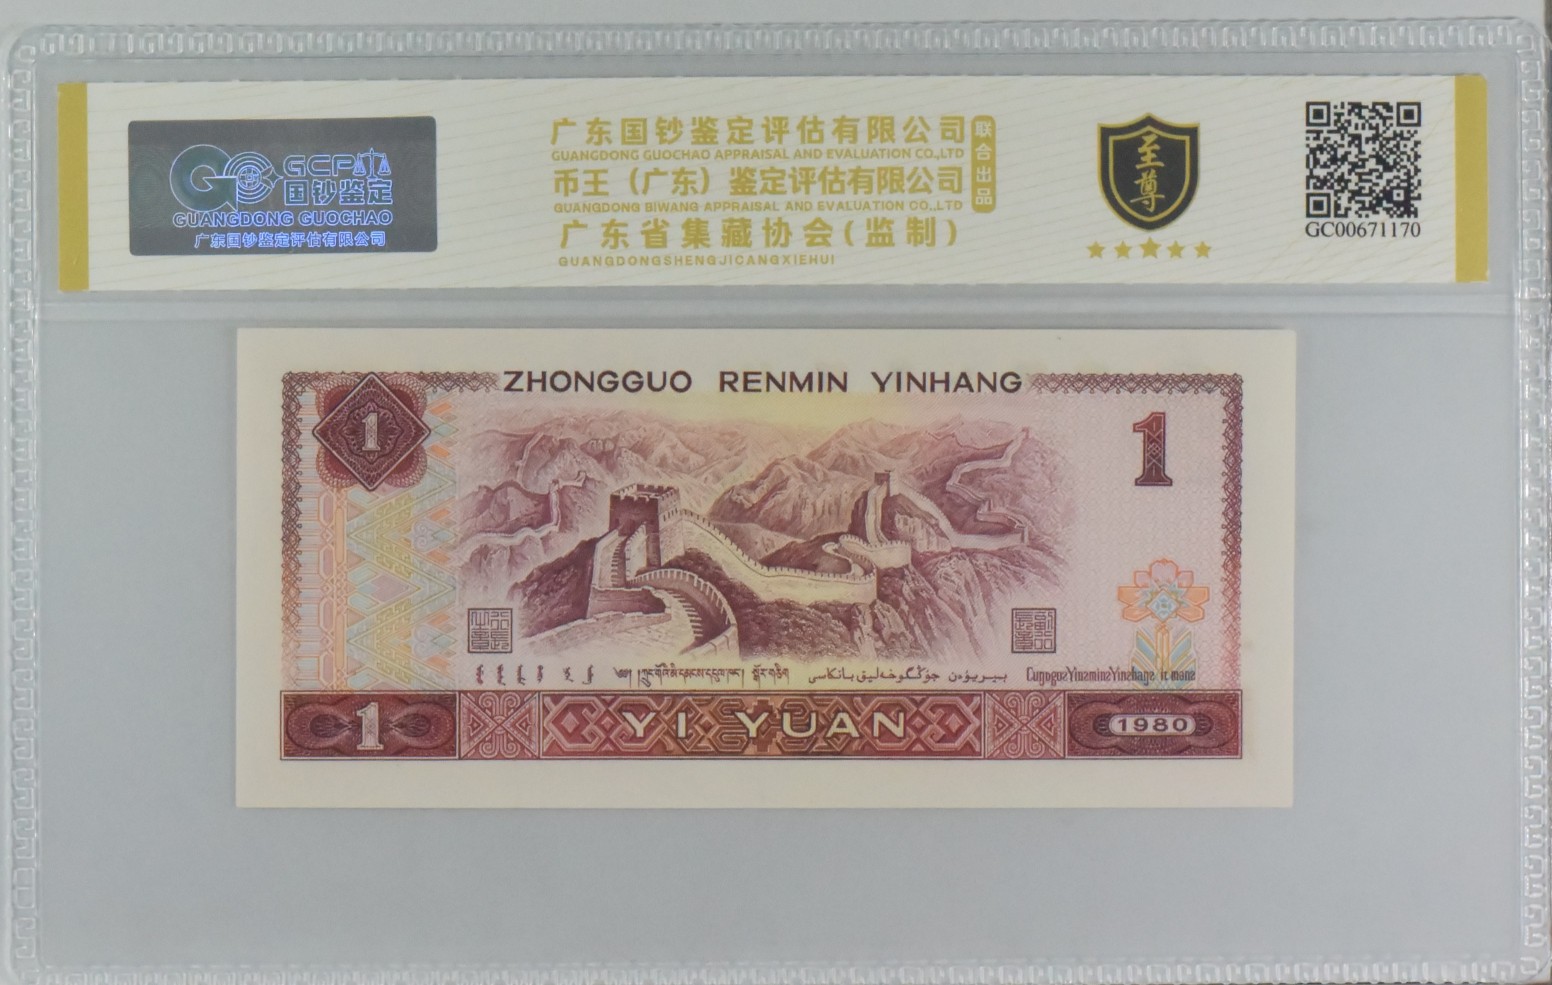 GCPA
国钞鉴定
GUANGDONG GUOCHAO
广东国钞鉴定评估有限公司
广东国钞鉴定评估有限公司
GUANGDONG GUOCHAO APPRAISAL AND EVALUATION CO.,LTD
币王（广东）鉴定评估有限公司
GUANGDONG BIWANG APPRAISAL AND EVALUATION CO.,LTD
广东省集藏协会(监制)
GUANGDONGSHENGJICANGXIEHUI
联合出品
至尊
GC00671170
ZHONGGUO RENMIN YINHANG
1
1
1
YI YUAN
1980